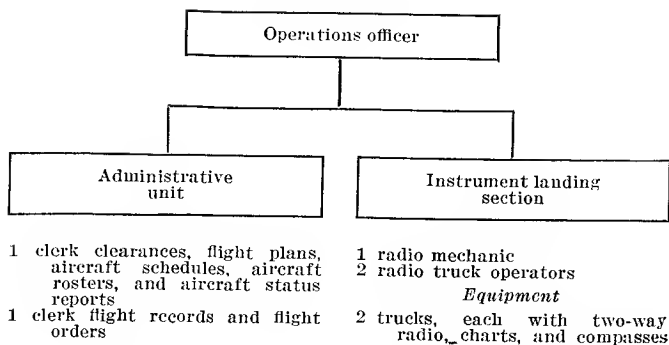 Operations officer
Administrative
unit
Instrument landing
section
1 clerk clearances, flight plans,
aircraft schedules, aircraft
rosters, and aircraft status
reports
1 clerk flight records and flight
orders
1 radio mechanic
2 radio truck operators
Equipment
2 trucks, each with two-way
radio, charts, and compasses